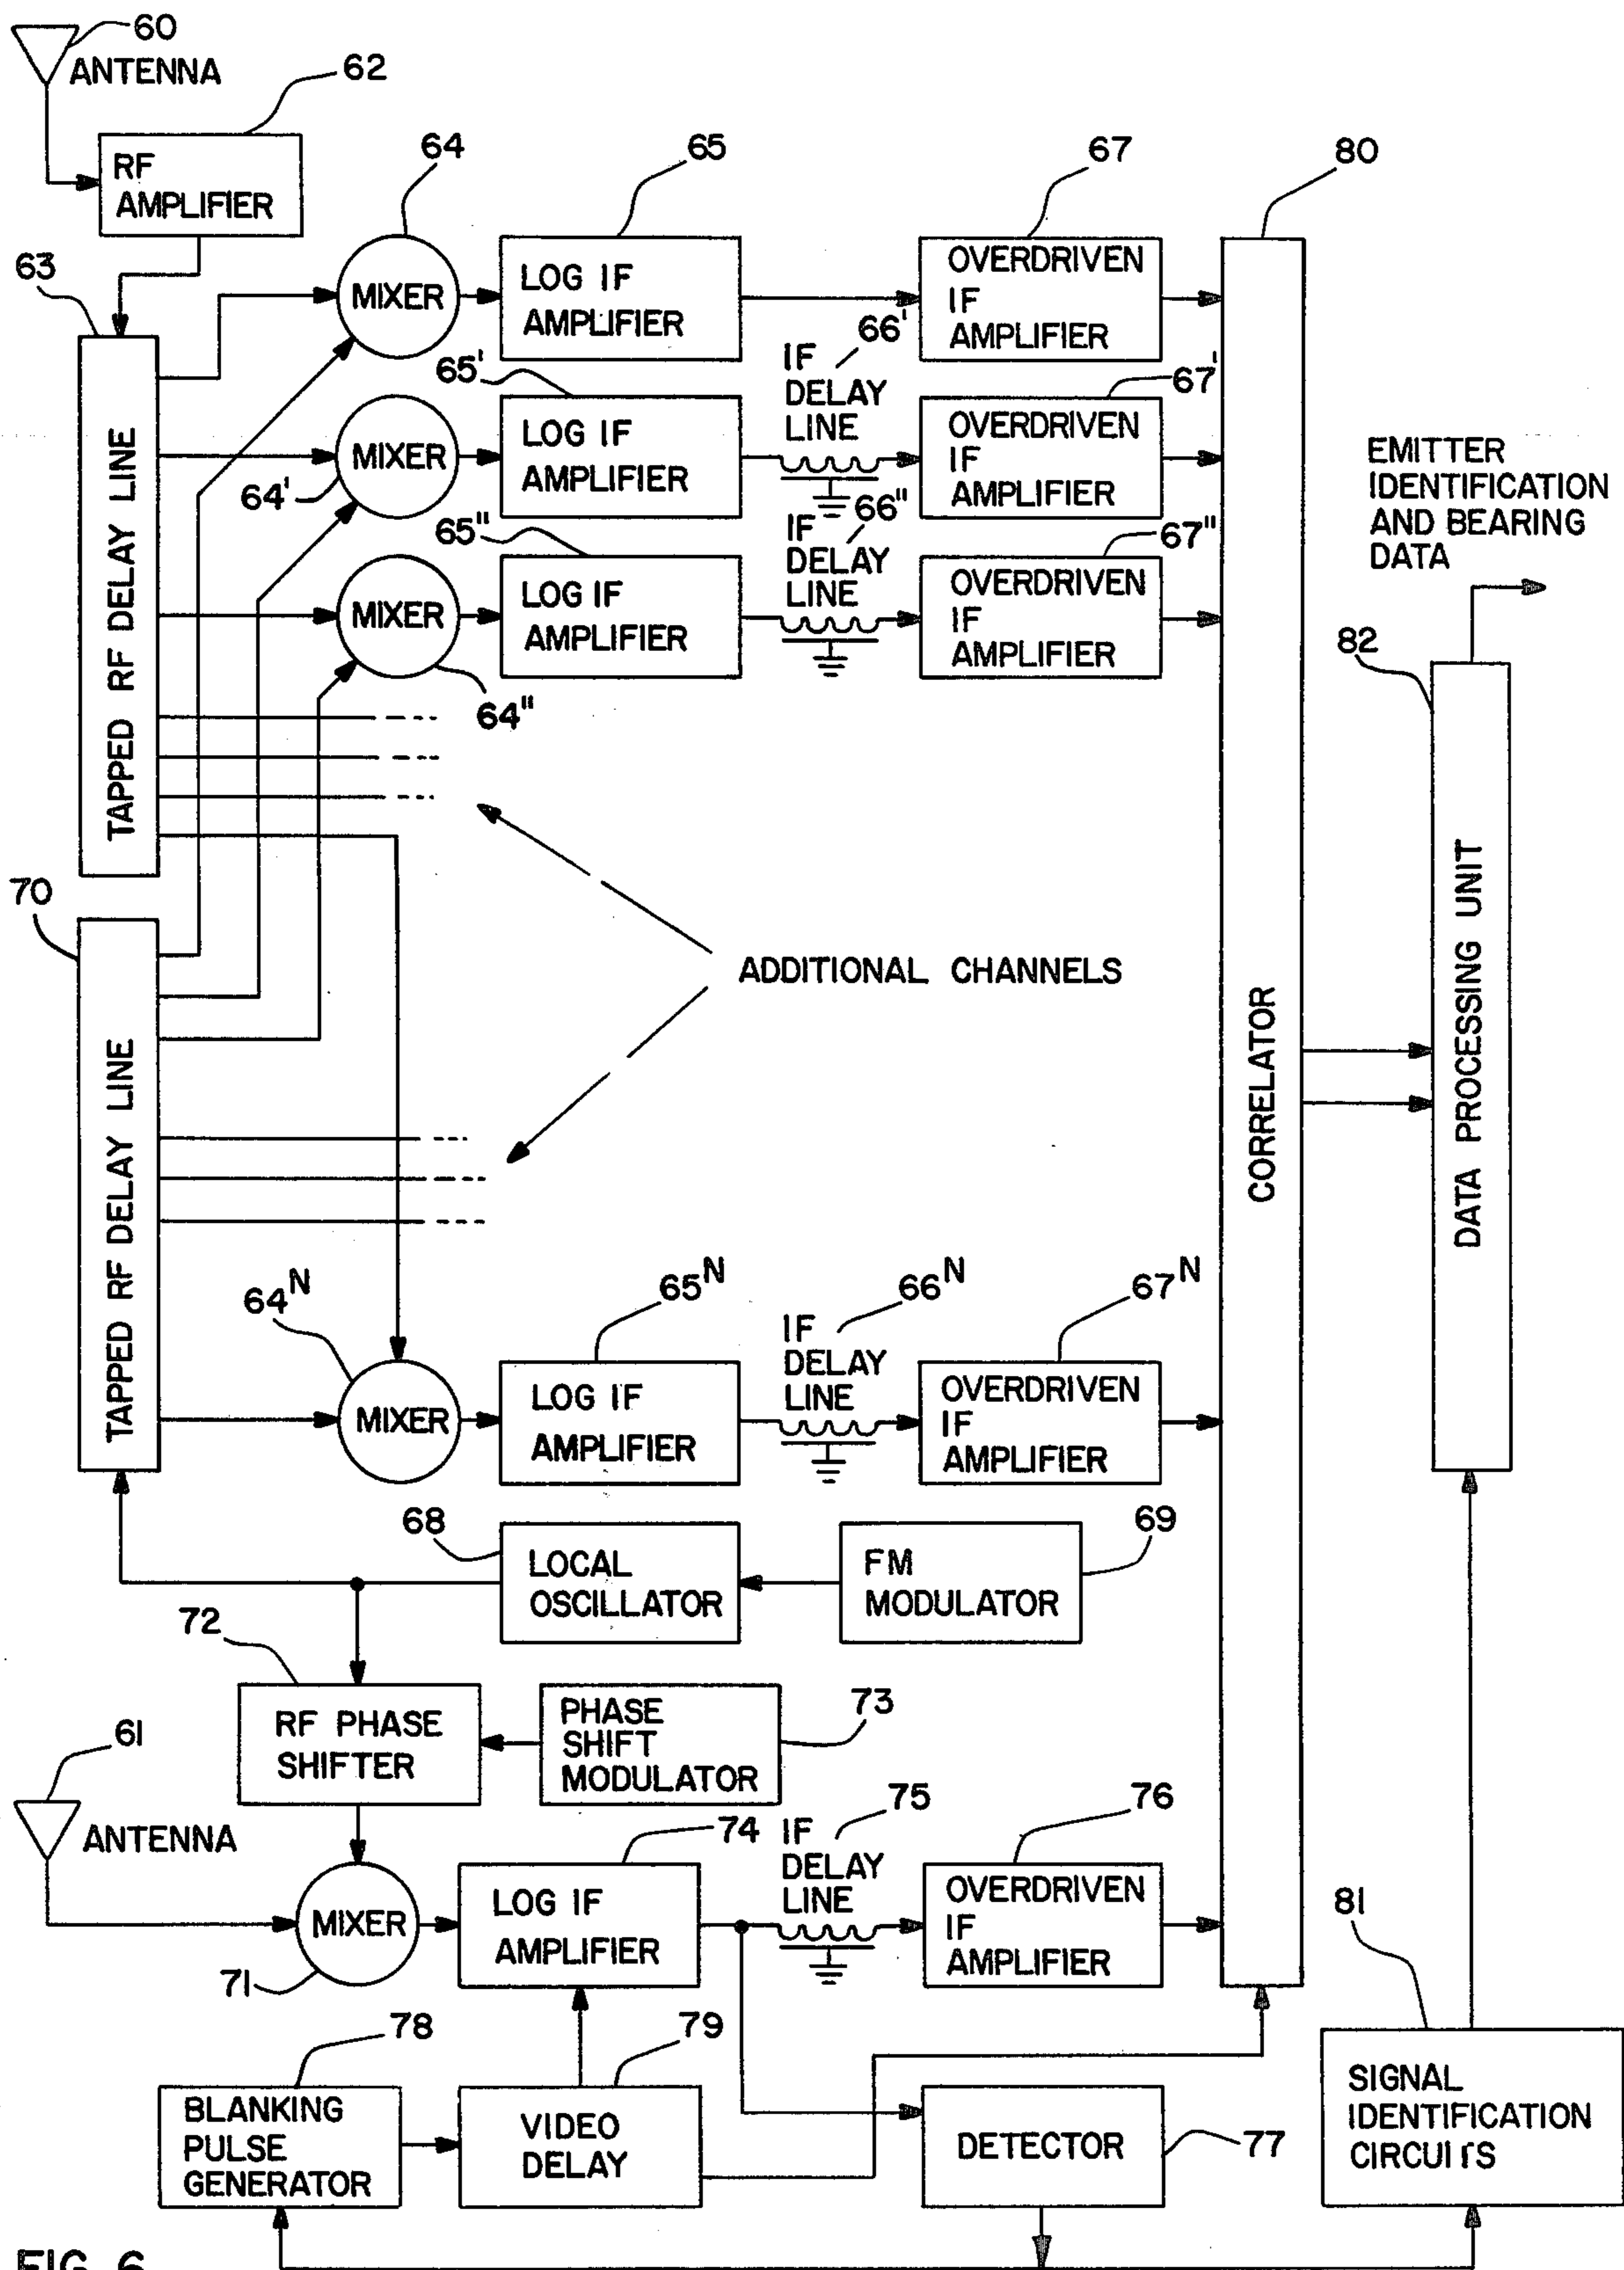 60
ANTENNA
62
RF
AMPLIFIER
63
64
65
67
80
MIXER
LOG IF
AMPLIFIER
OVERDRIVEN
IF
AMPLIFIER
66'
IF
DELAY
LINE
65'
67'
MIXER
64'
LOG IF
AMPLIFIER
OVERDRIVEN
IF
AMPLIFIER
66"
IF
DELAY
LINE
65"
67"
MIXER
64"
LOG IF
AMPLIFIER
OVERDRIVEN
IF
AMPLIFIER
TAPPED RF DELAY LINE
EMITTER
IDENTIFICATION
AND BEARING
DATA
82
70
ADDITIONAL CHANNELS
TAPPED RF DELAY LINE
CORRELATOR
DATA PROCESSING UNIT
64N
65N
66N
67N
IF
DELAY
LINE
MIXER
LOG IF
AMPLIFIER
OVERDRIVEN
IF
AMPLIFIER
68
69
LOCAL
OSCILLATOR
FM
MODULATOR
72
RF PHASE
SHIFTER
PHASE
SHIFT
MODULATOR
73
61
ANTENNA
74
75
IF
DELAY
LINE
76
MIXER
71
LOG IF
AMPLIFIER
OVERDRIVEN
IF
AMPLIFIER
81
78
79
BLANKING
PULSE
GENERATOR
VIDEO
DELAY
DETECTOR
77
SIGNAL
IDENTIFICATION
CIRCUITS
FIG. 6